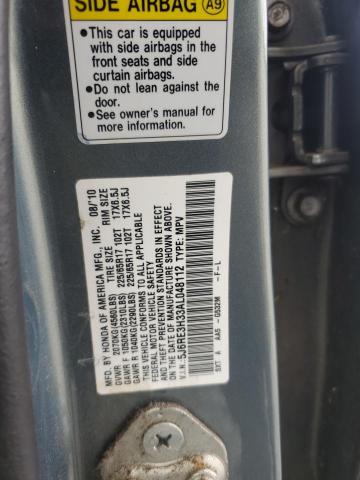 SIDE AIRBAG A9
•This car is equipped
with side airbags in the
front seats and side
curtain airbags.
•Do not lean against the
door.
•See owner's manual for
more information.
MFD. BY HONDA OF AMERICA MFG., INC. 08/10
GVWR 2070KG(4560LBS) TIRE SIZE RIM SIZE
GAWR F 1050KG(2310LBS) 225/65R17 102T 17X6.5J
GAWR R 1040KG(2290LBS) 225/65R17 102T 17X6.5J
THIS VEHICLE CONFORMS TO ALL APPLICABLE
FEDERAL MOTOR VEHICLE SAFETY
AND THEFT PREVENTION STANDARDS IN EFFECT
ON THE DATE OF MANUFACTURE SHOWN ABOVE.
V.I.N.:5J6RE3H33AL048112 TYPE: MPV
SXT A AA5 -G532M -F-L